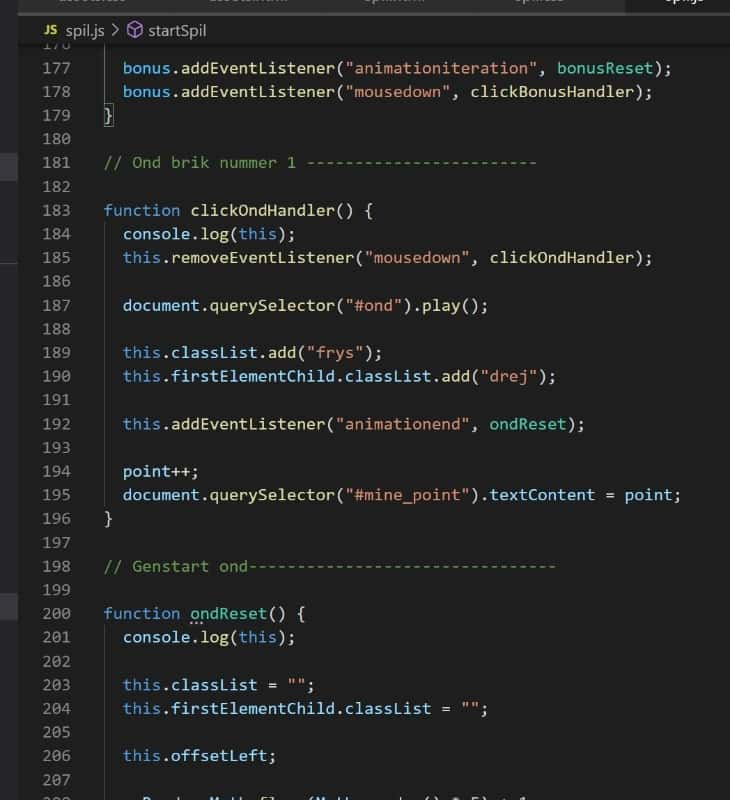 JS spil.js > startSpil
177 bonus.addEventListener("animationiteration", bonusReset);
178 bonus.addEventListener("mousedown", clickBonusHandler);
179 }
180
181 // Ond brik nummer 1 ------------------------
182
183 function clickOndHandler() {
184 console.log(this);
185 this.removeEventListener("mousedown", clickOndHandler);
186
187 document.querySelector("#ond").play();
188
189 this.classList.add("frys");
190 this.firstElementChild.classList.add("drej");
191
192 this.addEventListener("animationend", ondReset);
193
194 point++;
195 document.querySelector("#mine_point").textContent = point;
196 }
197
198 // Genstart ond--------------------------------
199
200 function ondReset() {
201 console.log(this);
202
203 this.classList = "";
204 this.firstElementChild.classList = "";
205
206 this.offsetLeft;
207